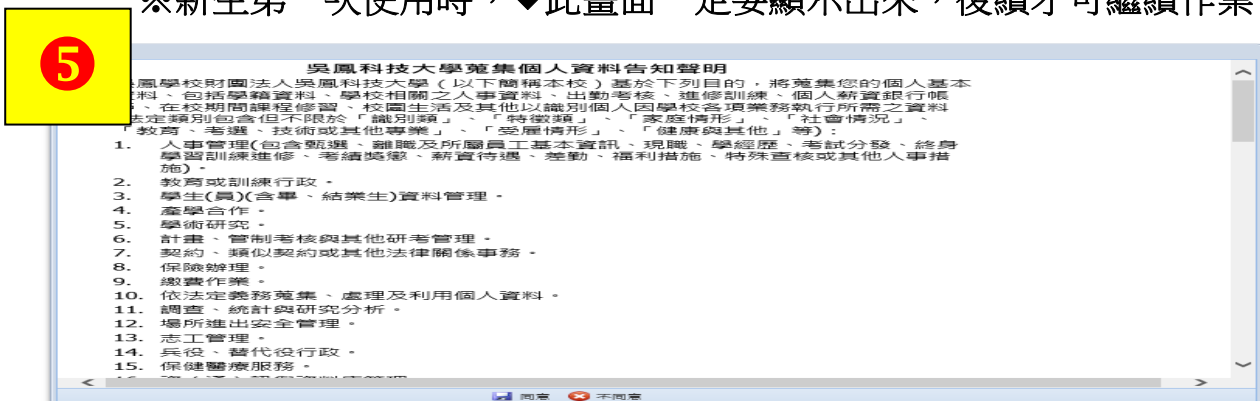 ※新生第一次使用時，▼此畫面一定要顯示出來，後續才可繼續作業
5
吳鳳科技大學蒐集個人資料告知聲明
鳳學校財團法人吳鳳科技大學（以下簡稱本校）基於下列目的，將蒐集您的個人基本
料、包括學籍資料、學校相關之人事資料、出勤考核、進修訓練、個人薪資銀行帳
、在校期間課程修習、校園生活及其他以識別個人因學校各項業務執行所需之資料
法定類別包含但不限於「識別類」、「特徵類」、「家庭情形」、「社會情況」、
「教育、考選、技術或其他專業」、「受雇情形」、「健康與其他」等)：
1. 人事管理(包含甄選、離職及所屬員工基本資訊、現職、學經歷、考試分發、終身
學習訓練進修、考績獎懲、薪資待遇、差勤、福利措施、特殊查核或其他人事措
施)。
2. 教育或訓練行政。
3. 學生(員)(含畢、結業生)資料管理。
4. 產學合作。
5. 學術研究。
6. 計畫、管制考核與其他研考管理。
7. 契約、類似契約或其他法律關係事務。
8. 保險辦理。
9. 繳費作業。
10. 依法定義務蒐集、處理及利用個人資料。
11. 調查、統計與研究分析。
12. 場所進出安全管理。
13. 志工管理。
14. 兵役、替代役行政。
15. 保健醫療服務。
同意 不同意